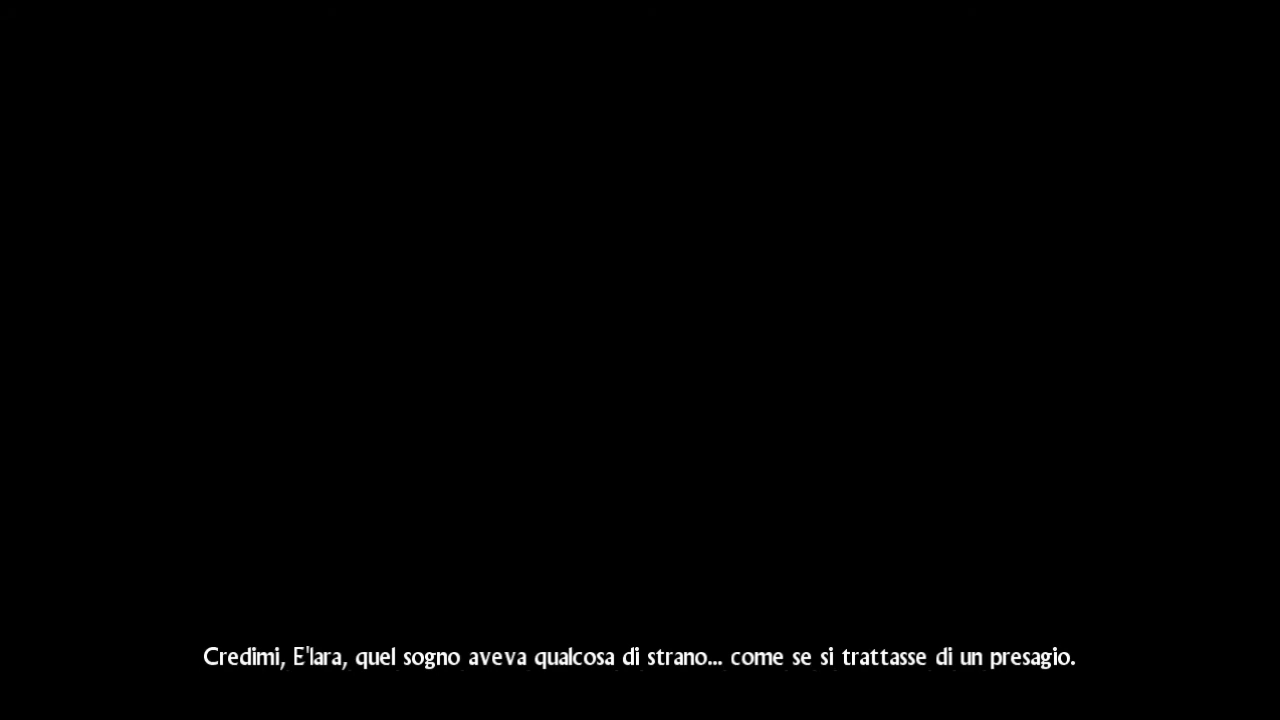 Credimi, E'lara, quel sogno aveva qualcosa di strano... come se si trattasse di un presagio.